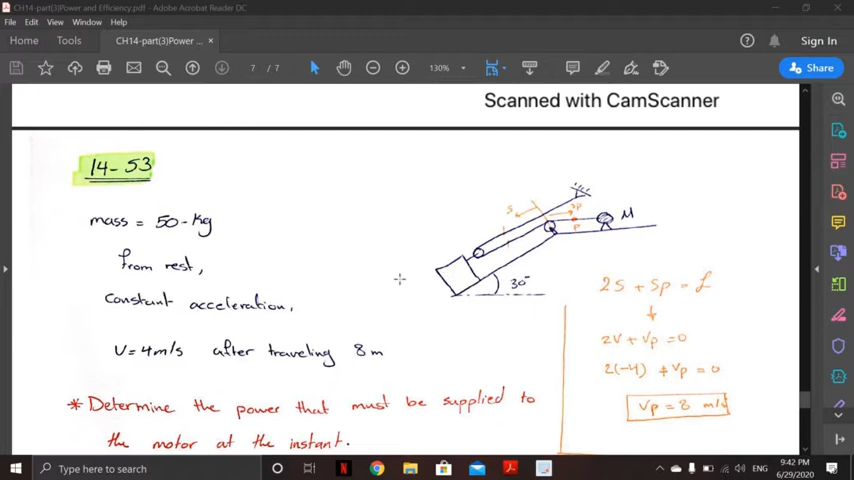 CH14-part(3)Power and Efficiency.pdf - Adobe Acrobat Reader DC
File Edit View Window Help
Home Tools CH14-part(3)Power ... × Sign In
7 / 7 130% Share
Scanned with CamScanner
14-53
mass = 50-kg
from rest,
constant acceleration,
v = 4m/s after traveling 8m
* Determine the power that must be supplied to
the motor at the instant.
s
sp
P
M
30°
2s + sp = L
2v + vp = 0
2(-4) + vp = 0
vp = 8 m/s
Type here to search
ENG
9:42 PM
6/29/2020